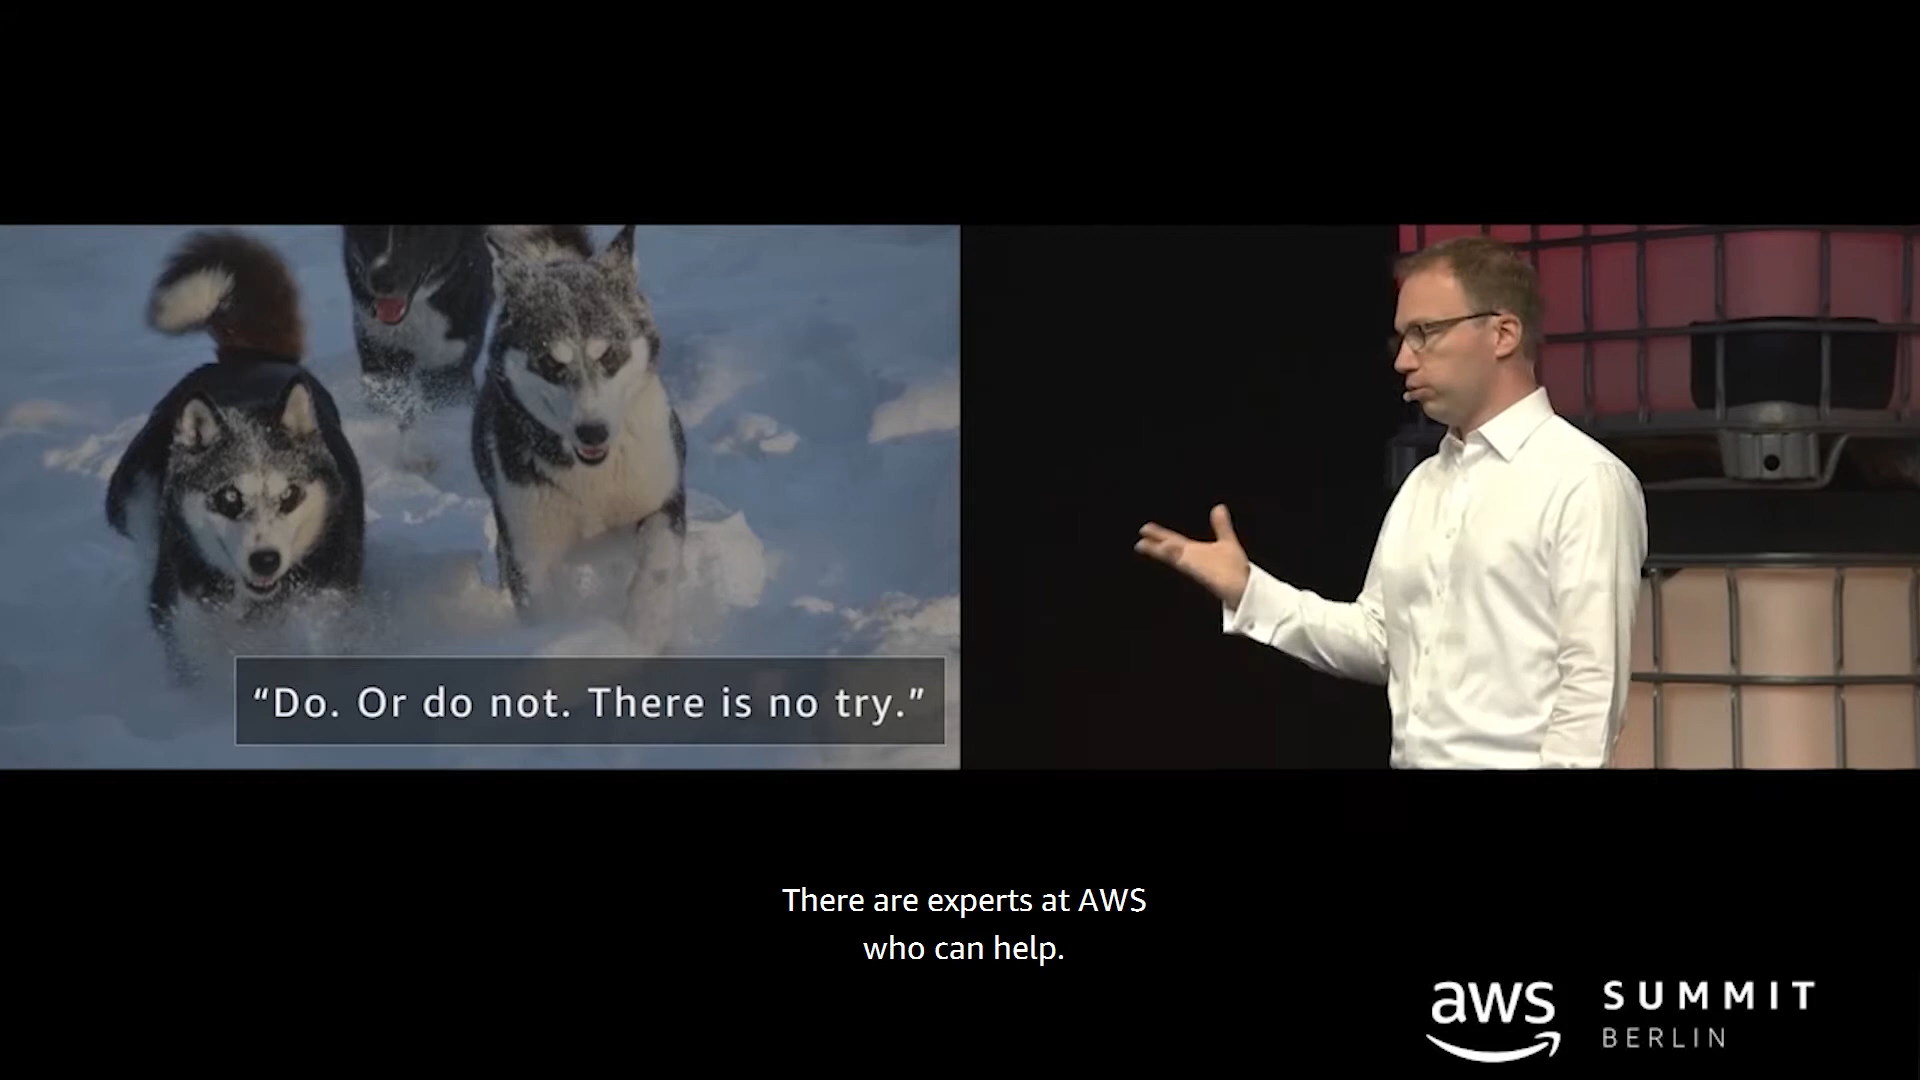 “Do. Or do not. There is no try.”
There are experts at AWS
who can help.
aws SUMMIT
BERLIN